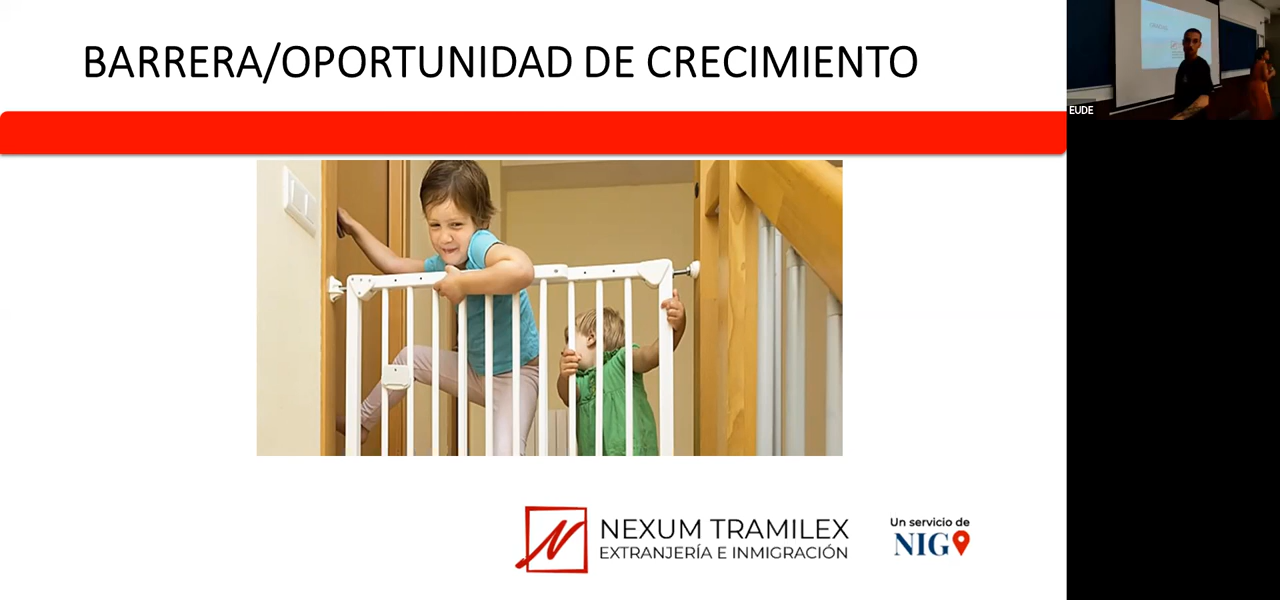 BARRERA/OPORTUNIDAD DE CRECIMIENTO
EUDE
NEXUM TRAMILEX
EXTRANJERÍA E INMIGRACIÓN
Un servicio de
NIG